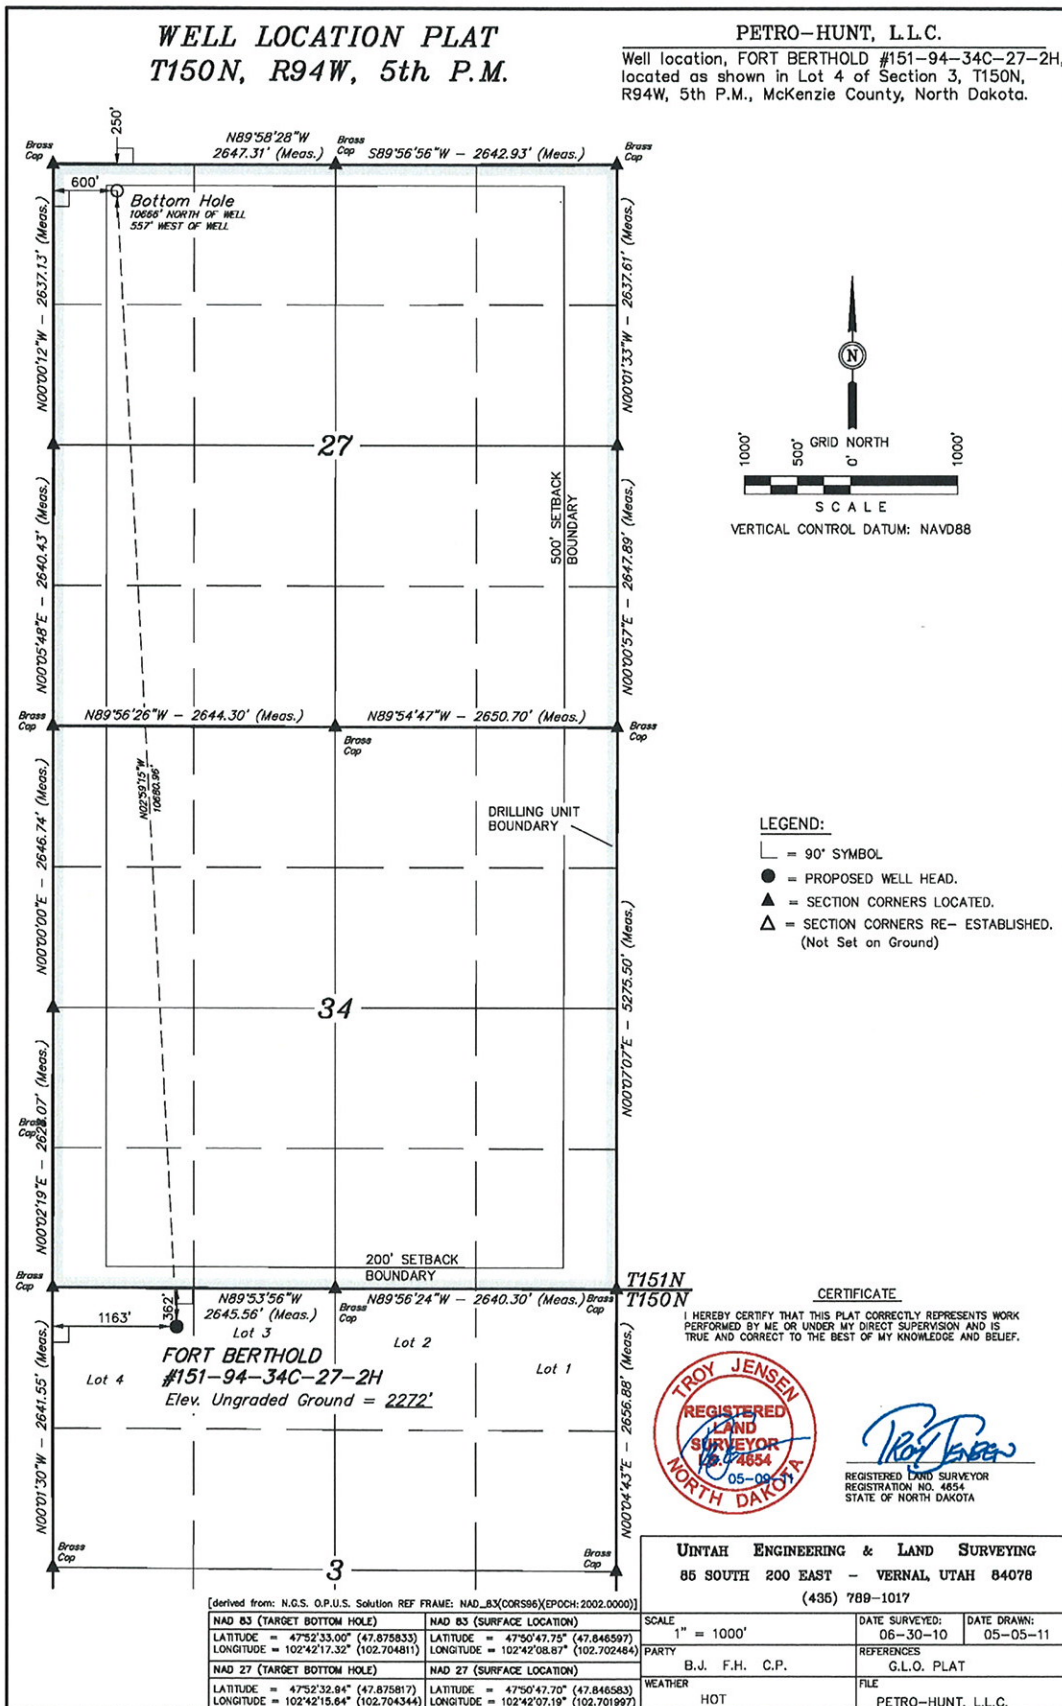 WELL LOCATION PLAT
T150N, R94W, 5th P.M.
PETRO-HUNT, L.L.C.
Well location, FORT BERTHOLD #151-94-34C-27-2H,
located as shown in Lot 4 of Section 3, T150N,
R94W, 5th P.M., McKenzie County, North Dakota.
250'
Brass
Cap
N89°58'28"W
2647.31' (Meas.)
Brass
Cap
S89°56'56"W - 2642.93' (Meas.)
Brass
Cap
600'
Bottom Hole
10666' NORTH OF WELL
557' WEST OF WELL
N00°00'12"W - 2637.13' (Meas.)
N00°01'33"W - 2637.61' (Meas.)
27
N
GRID NORTH
1000'
500'
0'
1000'
SCALE
VERTICAL CONTROL DATUM: NAVD88
500' SETBACK
BOUNDARY
N00°05'48"E - 2640.43' (Meas.)
N00°00'57"E - 2647.89' (Meas.)
Brass
Cap
N89°56'26"W - 2644.30' (Meas.)
N89°54'47"W - 2650.70' (Meas.)
Brass
Cap
Brass
Cap
N02°59'15"W
10680.96'
N00°00'00"E - 2646.74' (Meas.)
DRILLING UNIT
BOUNDARY
LEGEND:
= 90° SYMBOL
= PROPOSED WELL HEAD.
= SECTION CORNERS LOCATED.
= SECTION CORNERS RE- ESTABLISHED.
(Not Set on Ground)
34
N00°07'07"E - 5275.50' (Meas.)
Brass
Cap
N00°02'19"E - (Meas.)
200' SETBACK
BOUNDARY
Brass
Cap
T151N
T150N
N89°53'56"W
2645.56' (Meas.)
Brass
Cap
N89°56'24"W - 2640.30' (Meas.)
Brass
Cap
1163'
362'
Lot 3
Lot 2
Lot 1
Lot 4
FORT BERTHOLD
#151-94-34C-27-2H
Elev. Ungraded Ground = 2272'
N00°01'30"W - 2641.55' (Meas.)
N00°04'43"E - 2656.88' (Meas.)
CERTIFICATE
I HEREBY CERTIFY THAT THIS PLAT CORRECTLY REPRESENTS WORK
PERFORMED BY ME OR UNDER MY DIRECT SUPERVISION AND IS
TRUE AND CORRECT TO THE BEST OF MY KNOWLEDGE AND BELIEF.
TROY JENSEN
REGISTERED
LAND
SURVEYOR
4654
05-09-11
NORTH DAKOTA
Troy Jensen
REGISTERED LAND SURVEYOR
REGISTRATION NO. 4654
STATE OF NORTH DAKOTA
Brass
Cap
3
Brass
Cap
UINTAH ENGINEERING & LAND SURVEYING
85 SOUTH 200 EAST - VERNAL, UTAH 84078
(435) 789-1017
[derived from: N.G.S. O.P.U.S. Solution REF FRAME: NAD_83(CORS96)(EPOCH:2002.0000)]
NAD 83 (TARGET BOTTOM HOLE)
LATITUDE = 47°52'33.00" (47.875833)
LONGITUDE = 102°42'17.32" (102.704811)
NAD 83 (SURFACE LOCATION)
LATITUDE = 47°50'47.75" (47.846597)
LONGITUDE = 102°42'08.87" (102.702464)
NAD 27 (TARGET BOTTOM HOLE)
LATITUDE = 47°52'32.94" (47.875817)
LONGITUDE = 102°42'15.64" (102.704344)
NAD 27 (SURFACE LOCATION)
LATITUDE = 47°50'47.70" (47.846583)
LONGITUDE = 102°42'07.19" (102.701997)
SCALE
1" = 1000'
DATE SURVEYED:
06-30-10
DATE DRAWN:
05-05-11
PARTY
B.J. F.H. C.P.
REFERENCES
G.L.O. PLAT
WEATHER
HOT
FILE
PETRO-HUNT, L.L.C.